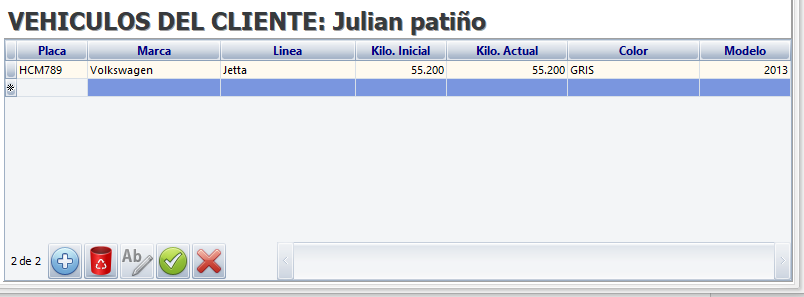 VEHICULOS DEL CLIENTE: Julian patiño
Placa Marca Linea Kilo. Inicial Kilo. Actual Color Modelo
HCM789 Volkswagen Jetta 55.200 55.200 GRIS 2013
2 de 2 Ab